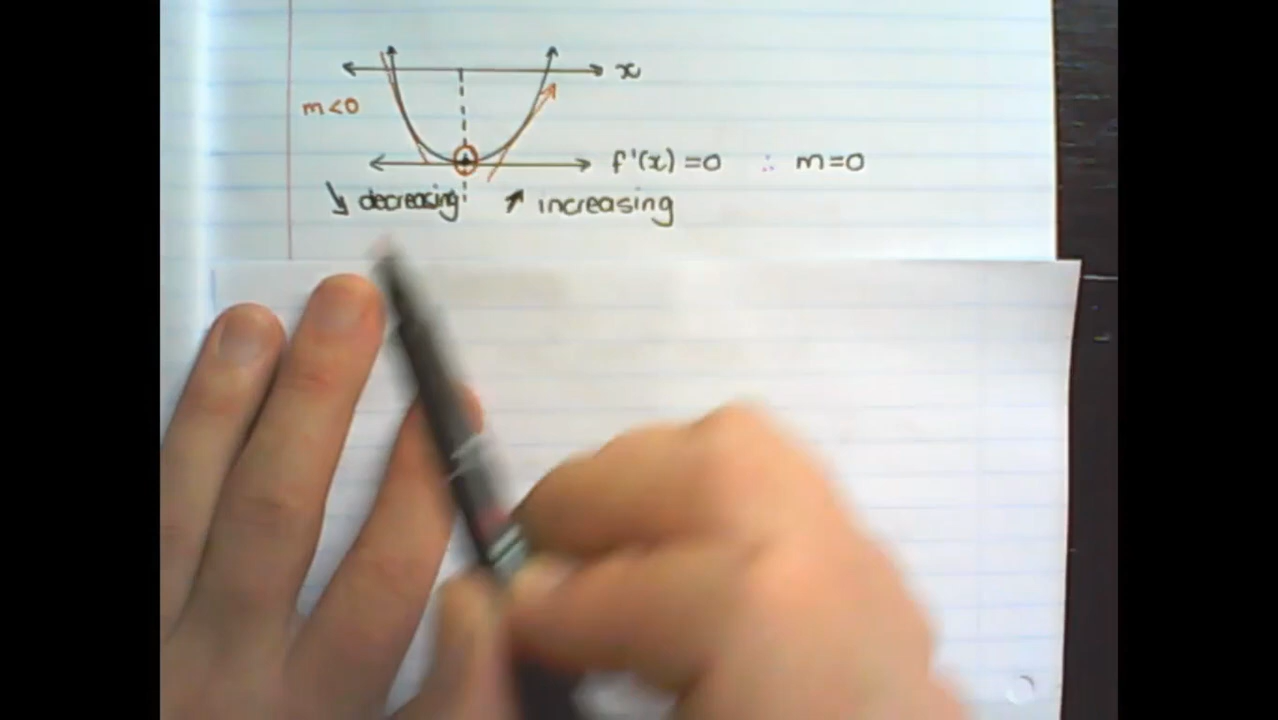 x
m<0
f'(x) = 0 ∴ m=0
↘ decreasing ↗ increasing